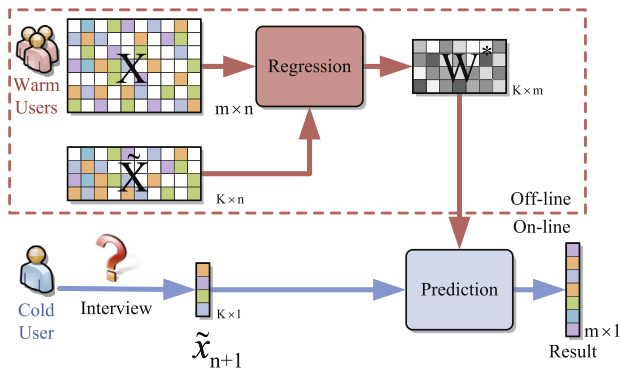 Warm
Users
X
m×n
Regression
W*
K×m
X̃
K×n
Off-line
On-line
Cold
User
?
Interview
K×1
x̃n+1
Prediction
m×1
Result